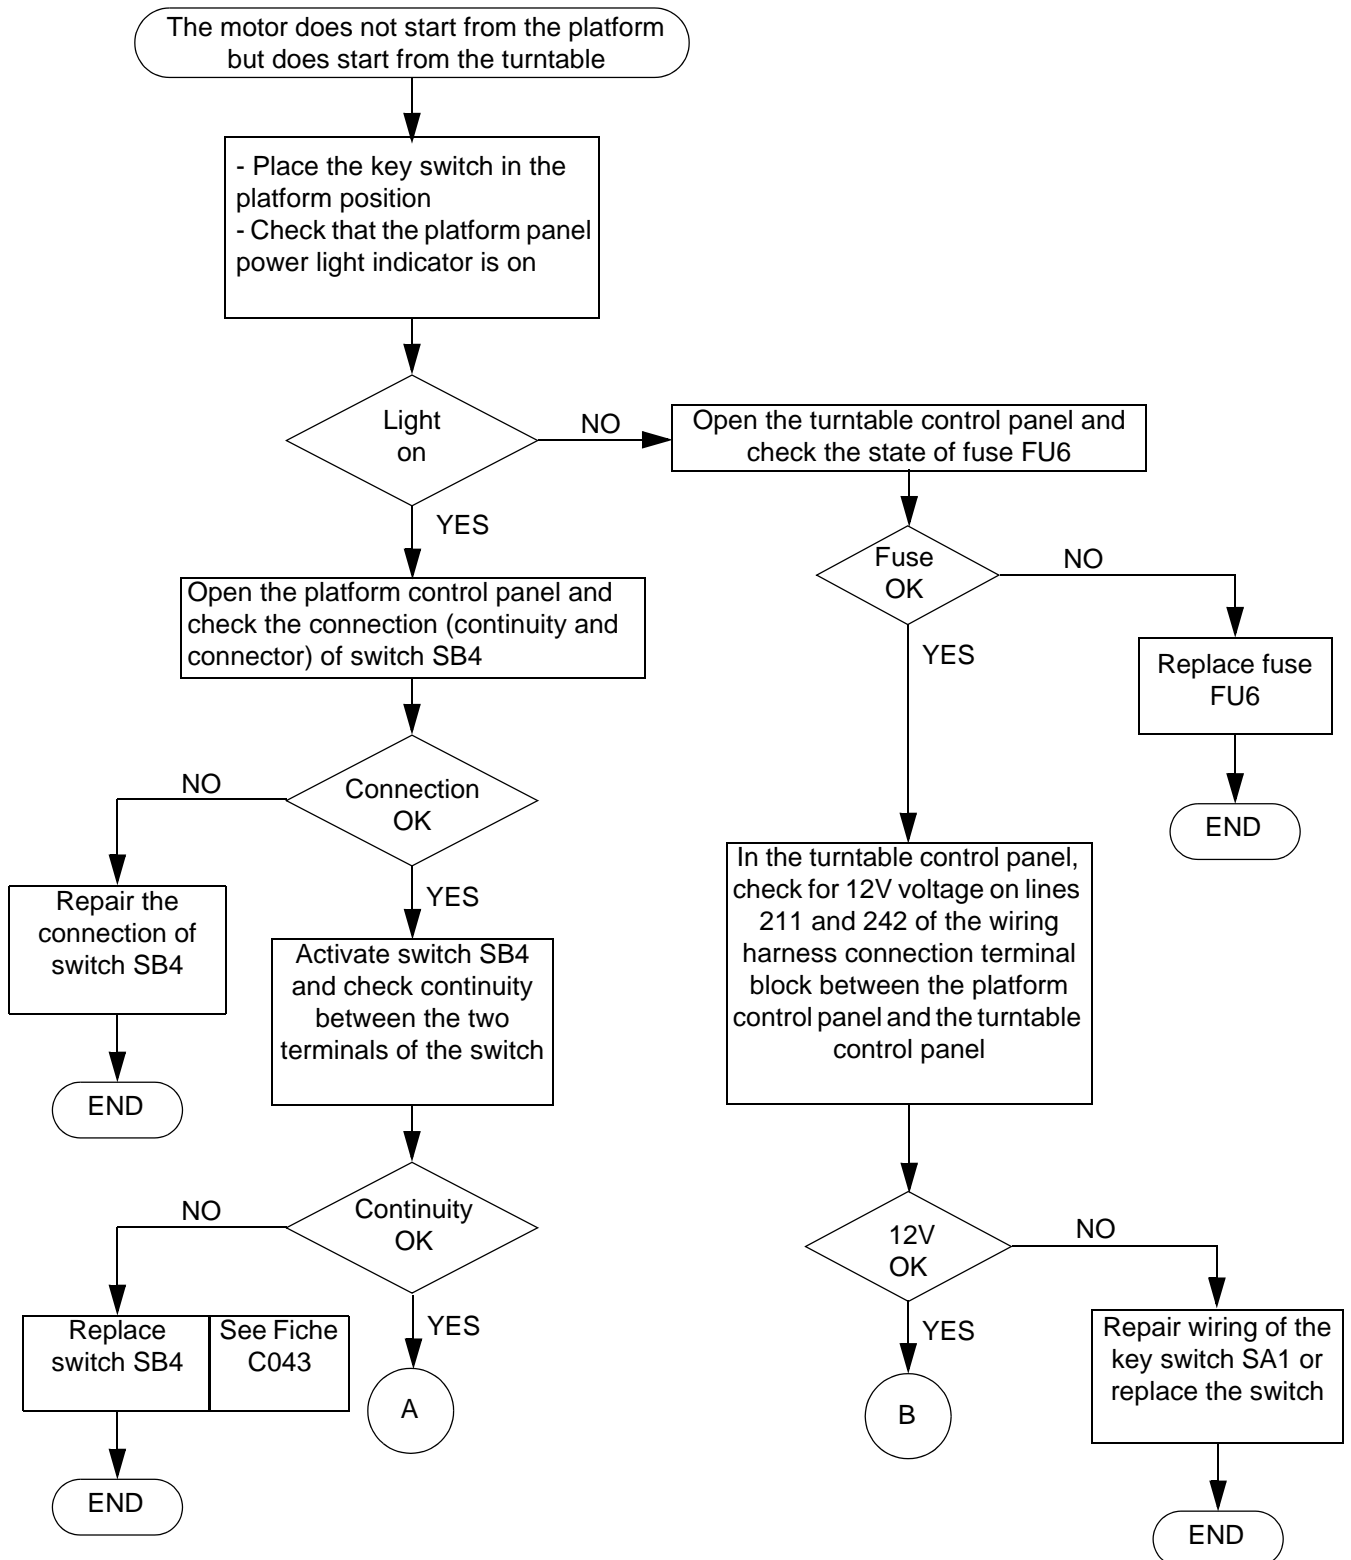 The motor does not start from the platform
but does start from the turntable
- Place the key switch in the
platform position
- Check that the platform panel
power light indicator is on
Light
on
NO
YES
Open the turntable control panel and
check the state of fuse FU6
Fuse
OK
NO
YES
Replace fuse
FU6
END
Open the platform control panel and
check the connection (continuity and
connector) of switch SB4
Connection
OK
NO
YES
Repair the
connection of
switch SB4
END
Activate switch SB4
and check continuity
between the two
terminals of the switch
In the turntable control panel,
check for 12V voltage on lines
211 and 242 of the wiring
harness connection terminal
block between the platform
control panel and the turntable
control panel
Continuity
OK
NO
YES
Replace
switch SB4
See Fiche
C043
A
END
12V
OK
NO
YES
B
Repair wiring of the
key switch SA1 or
replace the switch
END